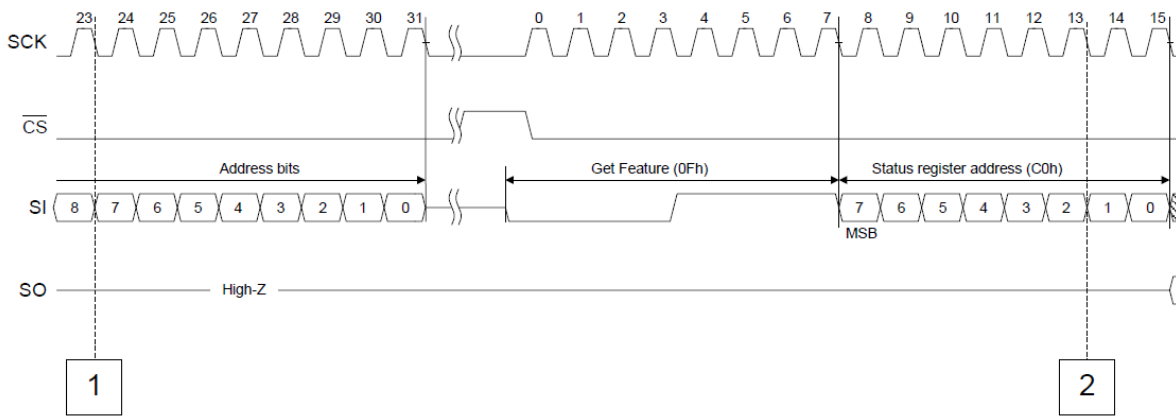 23 24 25 26 27 28 29 30 31 0 1 2 3 4 5 6 7 8 9 10 11 12 13 14 15
SCK
CS
Address bits Get Feature (0Fh) Status register address (C0h)
SI 8 7 6 5 4 3 2 1 0 7 6 5 4 3 2 1 0
MSB
SO High-Z
1 2